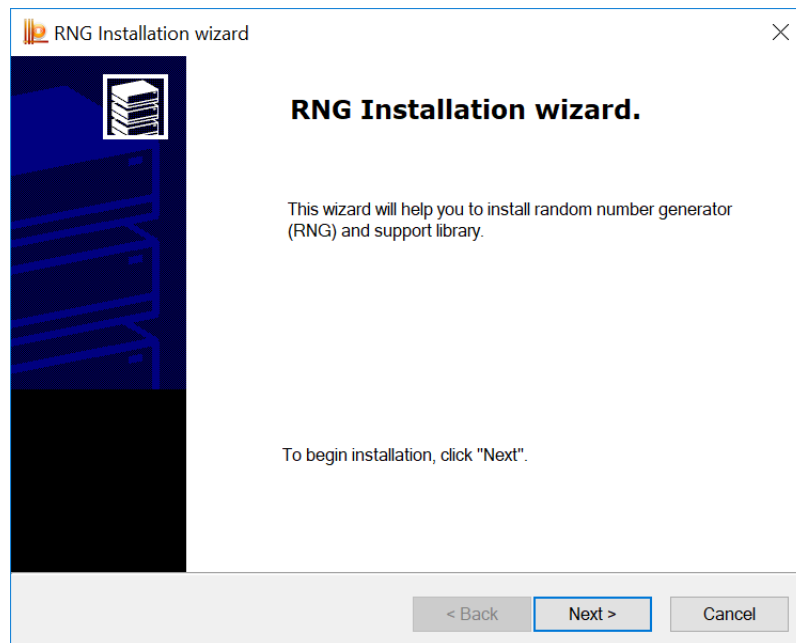 RNG Installation wizard
RNG Installation wizard.
This wizard will help you to install random number generator
(RNG) and support library.
To begin installation, click "Next".
< Back
Next >
Cancel